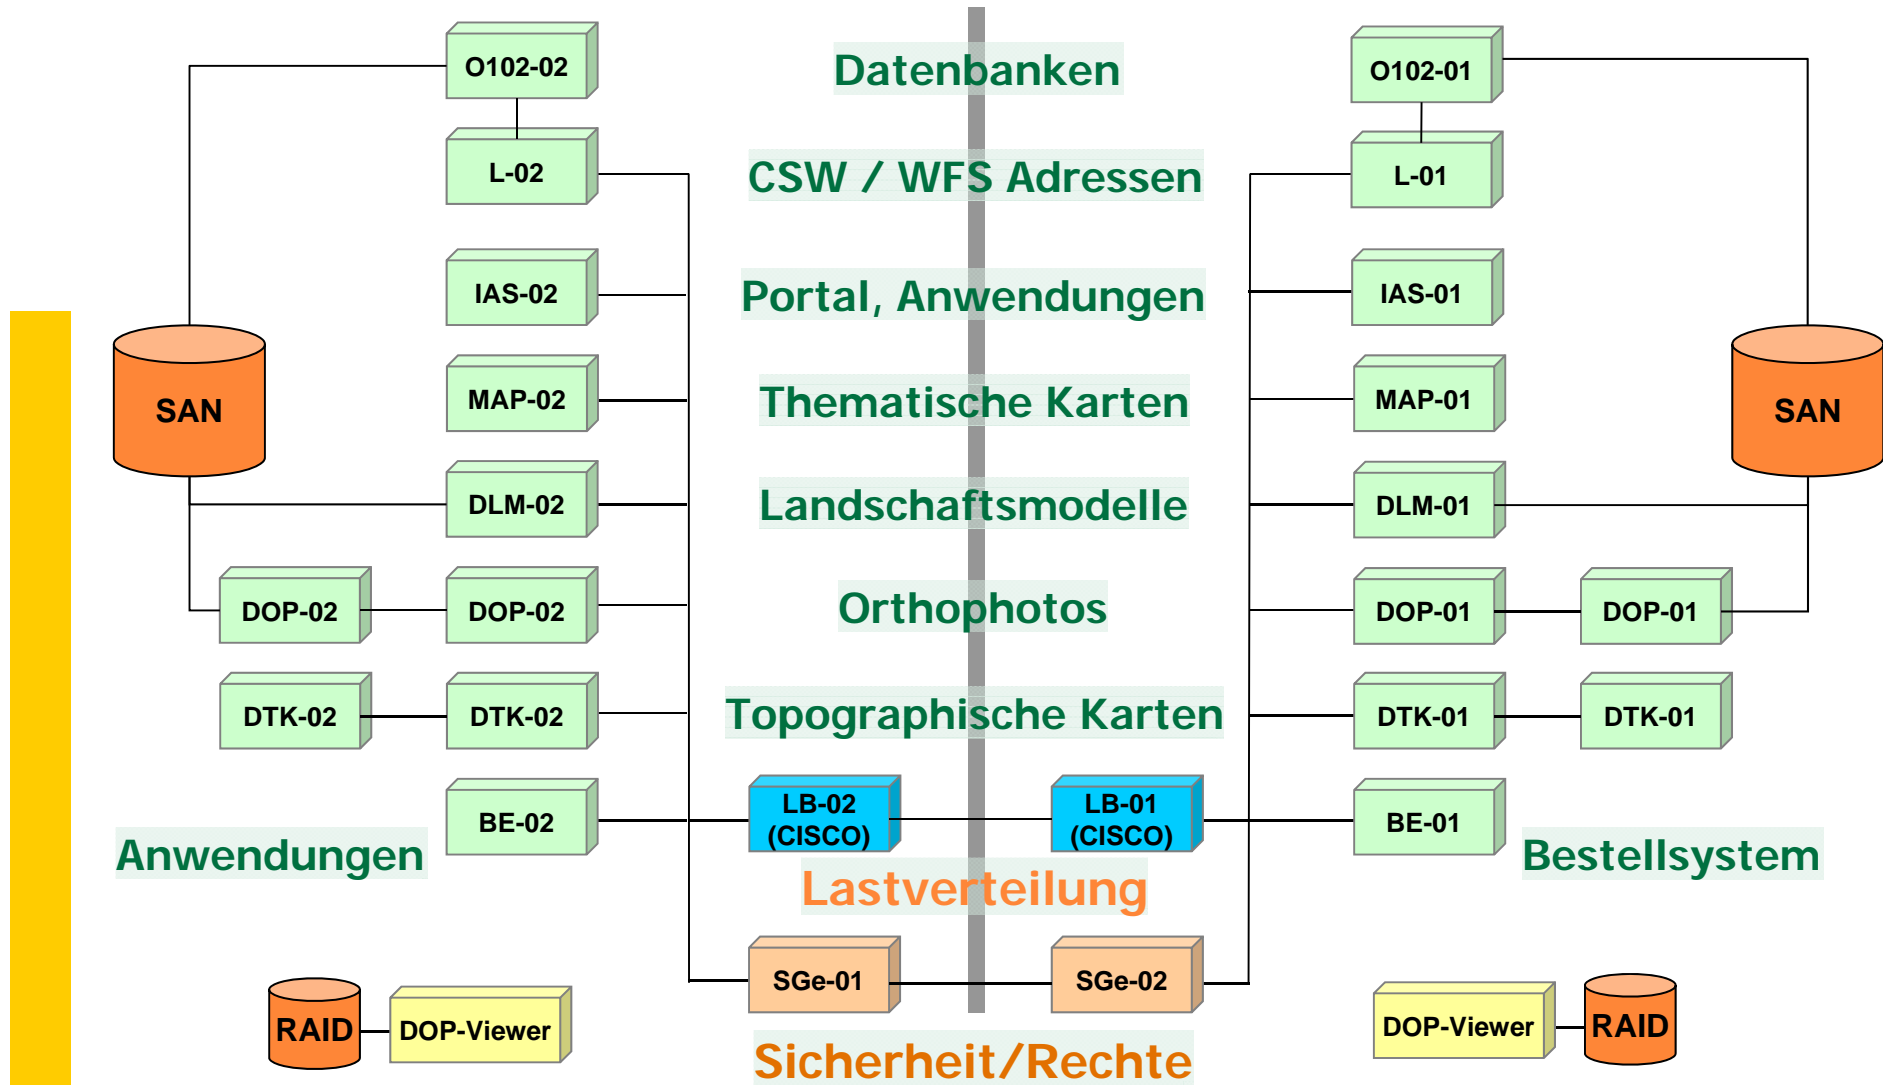 O102-02
Datenbanken
O102-01
L-02
CSW / WFS Adressen
L-01
IAS-02
Portal, Anwendungen
IAS-01
SAN
MAP-02
Thematische Karten
MAP-01
SAN
DLM-02
Landschaftsmodelle
DLM-01
DOP-02
DOP-02
Orthophotos
DOP-01
DOP-01
DTK-02
DTK-02
Topographische Karten
DTK-01
DTK-01
BE-02
LB-02
(CISCO)
LB-01
(CISCO)
BE-01
Anwendungen
Bestellsystem
Lastverteilung
SGe-01
SGe-02
RAID
DOP-Viewer
DOP-Viewer
RAID
Sicherheit/Rechte